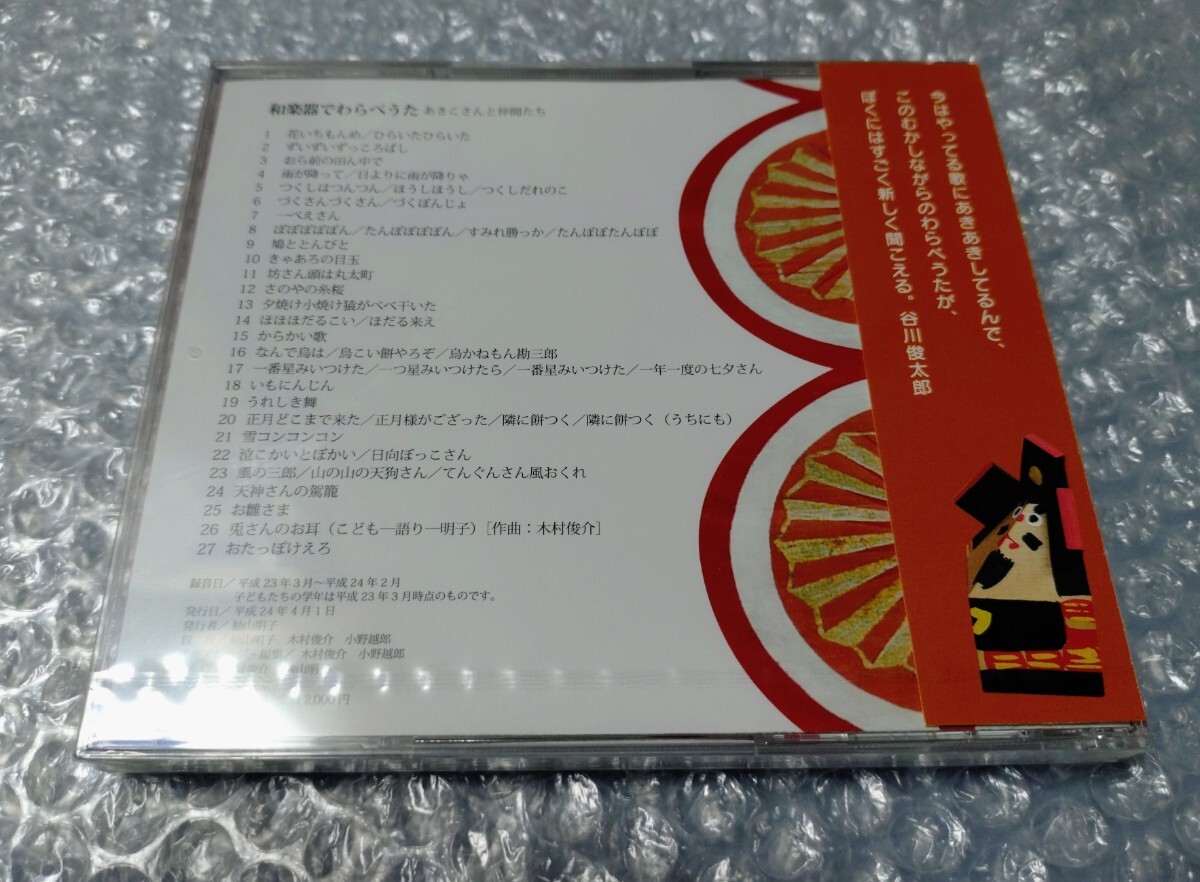 和楽器でわらべうた あきこさんと仲間たち
1 花いちもんめ/ひらいたひらいた
2 ずいずいずっころばし
3 おら前の田ん中で
4 雨が降って/日よりに雨が降りゃ
5 つくしはつんつん/ほうしほうし/つくしだれのこ
6 づくさんづくさん/づくぼんじょ
7 一べえさん
8 ぽぽぽぽぽん/たんぽぽぽぽん/すみれ勝っか/たんぽぽたんぽぽ
9 鳩ととんびと
10 きゃあろの目玉
11 坊さん頭は丸太町
12 さのやの糸桜
13 夕焼け小焼け猿がべべ干いた
14 ほほほだるこい/ほだる来え
15 からかい歌
16 なんで烏は/烏こい餅やろぞ/烏かねもん勘三郎
17 一番星みいつけた/一つ星みいつけたら/一番星みいつけた/一年一度の七夕さん
18 いもにんじん
19 うれしき舞
20 正月どこまで来た/正月様がござった/隣に餅つく/隣に餅つく(うちにも)
21 雪コンコンコン
22 泣こかいとぼかい/日向ぼっこさん
23 風の三郎/山の山の天狗さん/てんぐんさん風おくれ
24 天神さんの駕籠
25 お雛さま
26 兎さんのお耳(こども―語り―明子)[作曲:木村俊介]
27 おたっぽけえろ
録音日/平成23年3月～平成24年2月
子どもたちの学年は平成23年3月時点のものです。
発行日/平成24年4月1日
発行者/柚山明子
柚山明子 木村俊介 小野越郎
編集/木村俊介 小野越郎
2,000円
今はやってる歌にあきあきしてるんで、
このむかしながらのわらべうたが、
ぼくにはすごく新しく聞こえる。谷川俊太郎